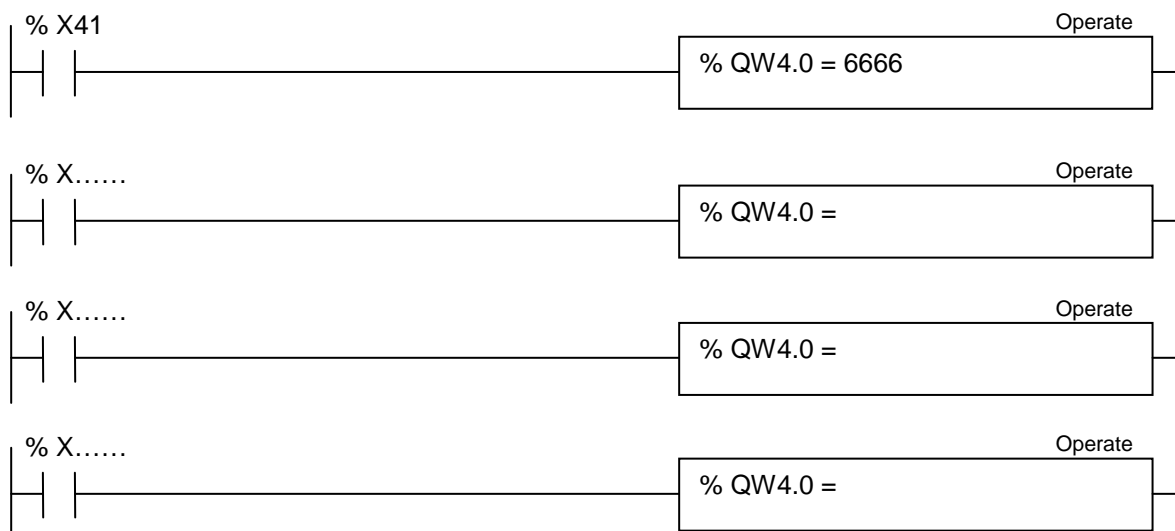 % X41
Operate
% QW4.0 = 6666
% X……
Operate
% QW4.0 =
% X……
Operate
% QW4.0 =
% X……
Operate
% QW4.0 =